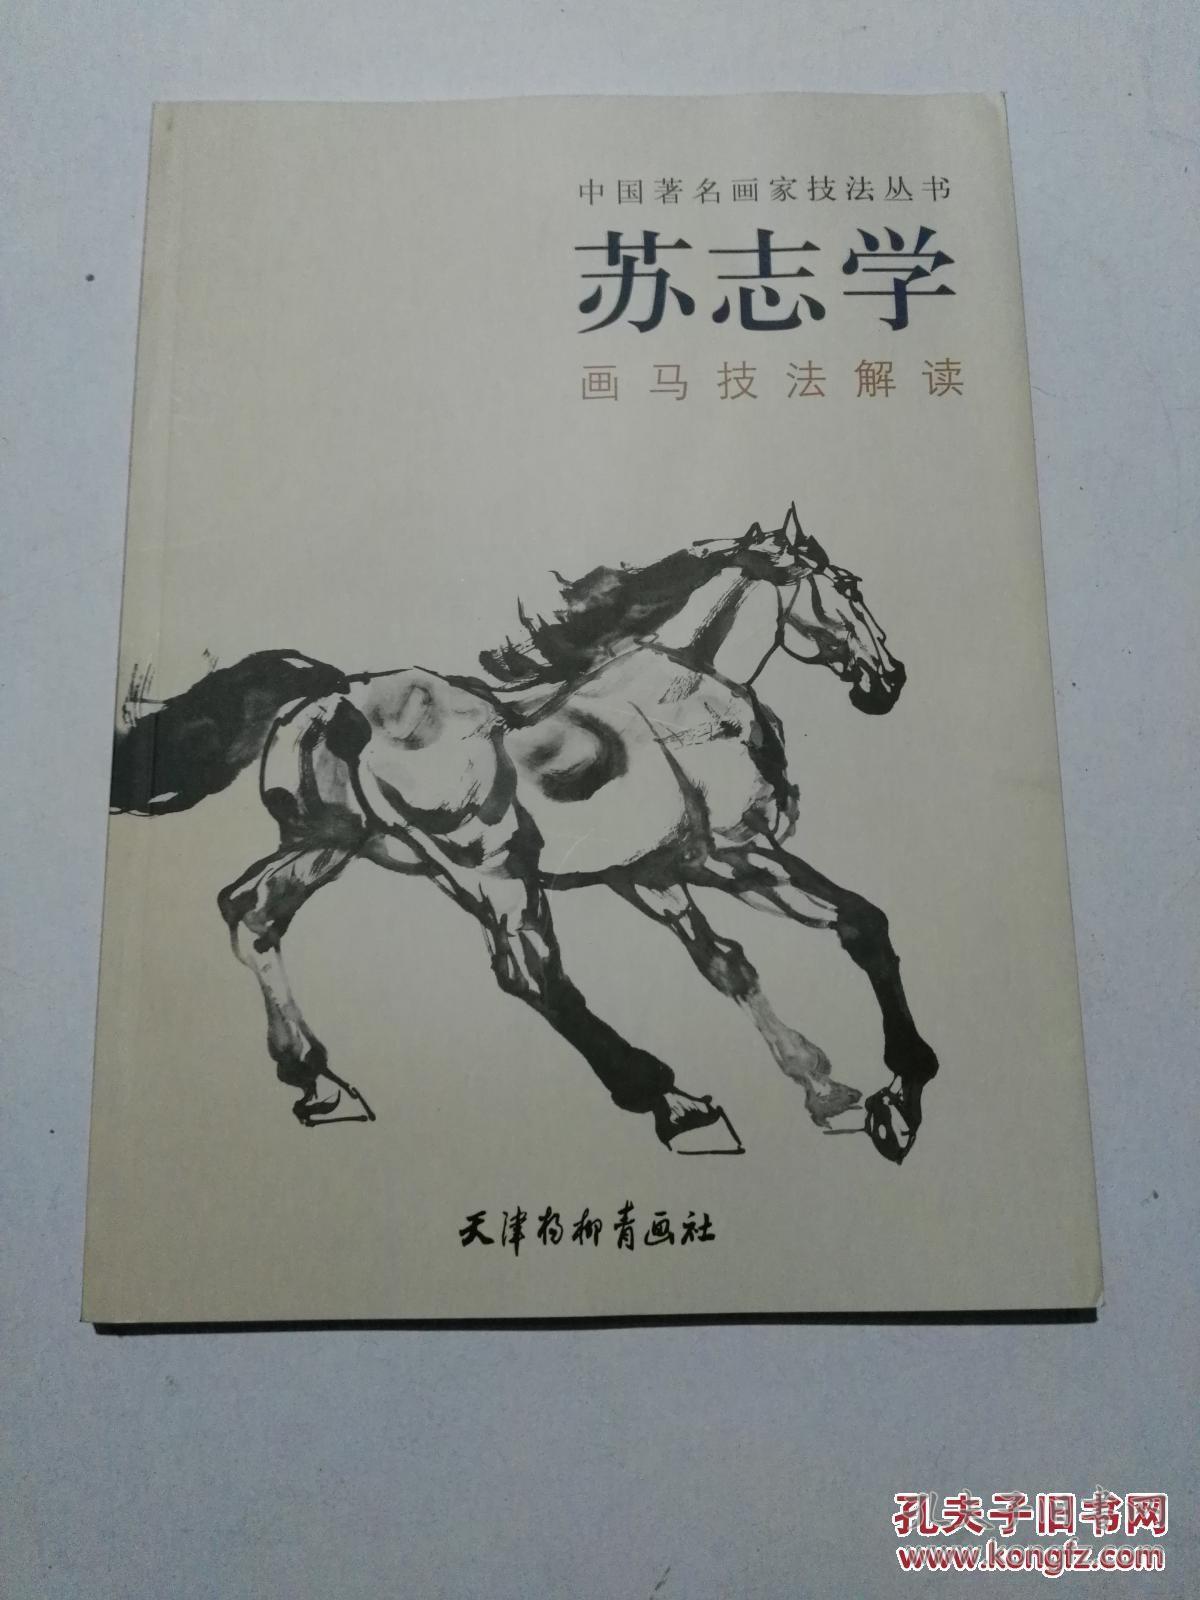 中国著名画家技法丛书
苏志学
画马技法解读
天津杨柳青画社
孔夫子旧书网
www.kongfz.com